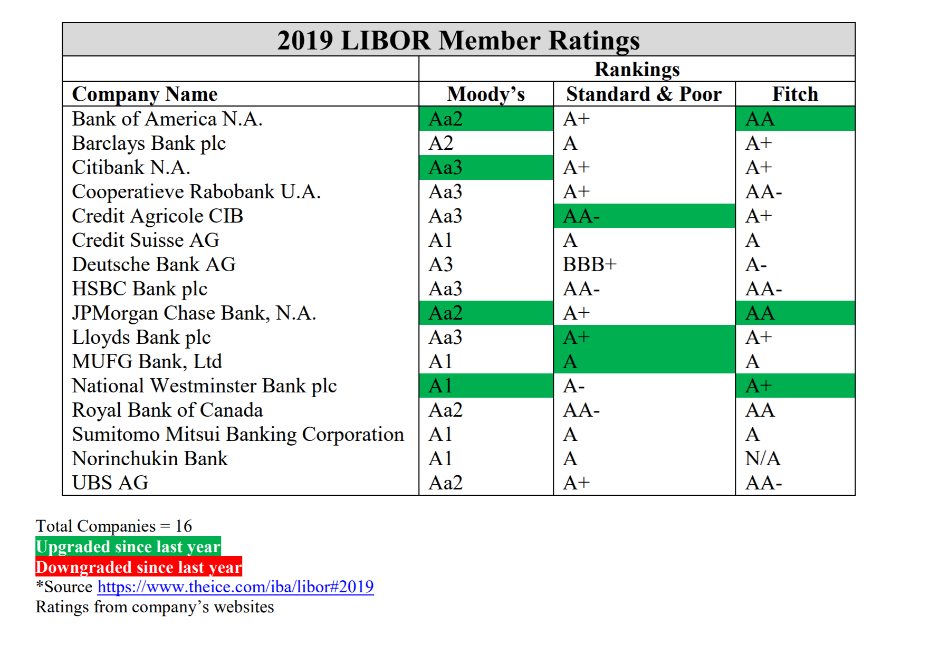 2019 LIBOR Member Ratings
Rankings
Company Name Moody’s Standard & Poor Fitch
Bank of America N.A. Aa2 A+ AA
Barclays Bank plc A2 A A+
Citibank N.A. Aa3 A+ A+
Cooperatieve Rabobank U.A. Aa3 A+ AA-
Credit Agricole CIB Aa3 AA- A+
Credit Suisse AG A1 A A
Deutsche Bank AG A3 BBB+ A-
HSBC Bank plc Aa3 AA- AA-
JPMorgan Chase Bank, N.A. Aa2 A+ AA
Lloyds Bank plc Aa3 A+ A+
MUFG Bank, Ltd A1 A A
National Westminster Bank plc A1 A- A+
Royal Bank of Canada Aa2 AA- AA
Sumitomo Mitsui Banking Corporation A1 A A
Norinchukin Bank A1 A N/A
UBS AG Aa2 A+ AA-
Total Companies = 16
Upgraded since last year
Downgraded since last year
*Source https://www.theice.com/iba/libor#2019
Ratings from company’s websites